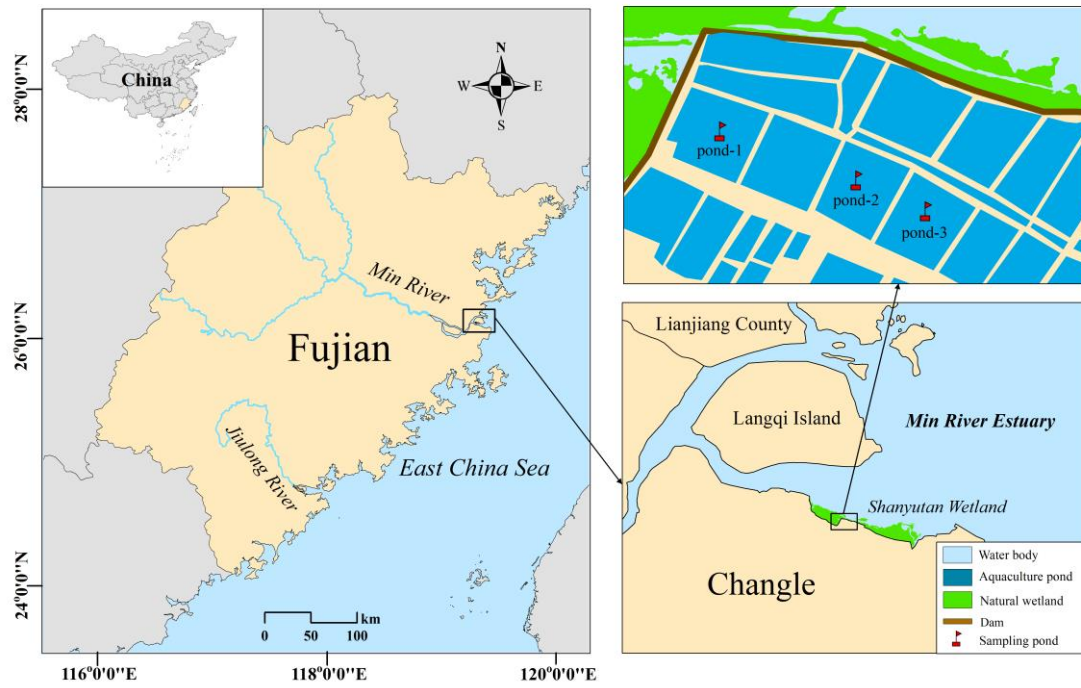 China
N
W
E
S
28°0'0"N
26°0'0"N
24°0'0"N
Min River
Fujian
Jiulong River
East China Sea
km
0 50 100
116°0'0"E
118°0'0"E
120°0'0"E
pond-1
pond-2
pond-3
Lianjiang County
Langqi Island
Min River Estuary
Shanyutan Wetland
Changle
Water body
Aquaculture pond
Natural wetland
Dam
Sampling pond